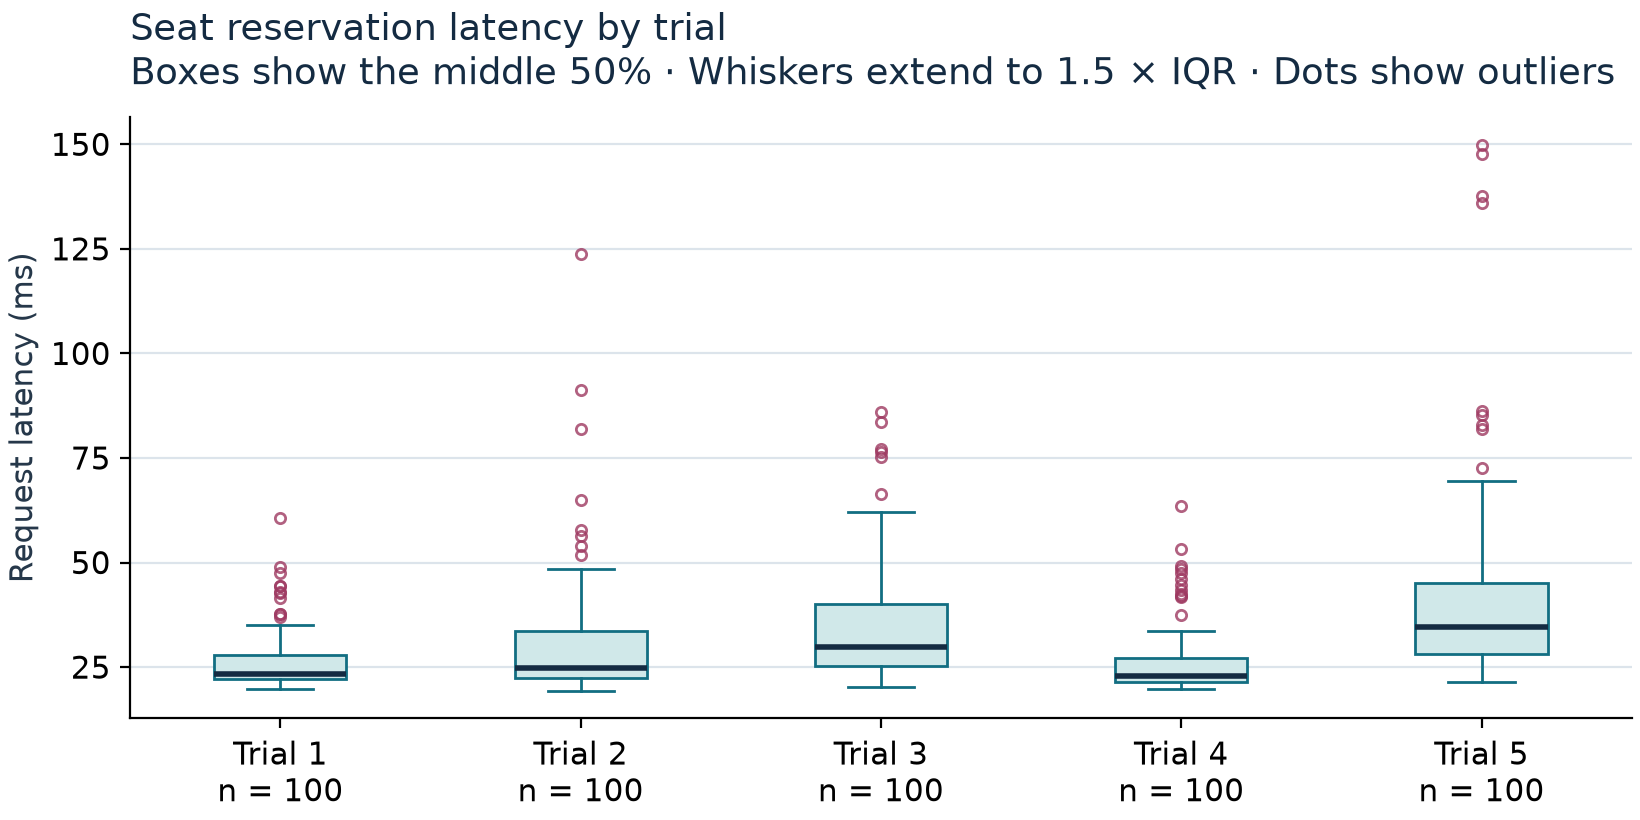 Seat reservation latency by trial
Boxes show the middle 50% · Whiskers extend to 1.5 × IQR · Dots show outliers
Request latency (ms)
150
125
100
75
50
25
Trial 1
n = 100
Trial 2
n = 100
Trial 3
n = 100
Trial 4
n = 100
Trial 5
n = 100